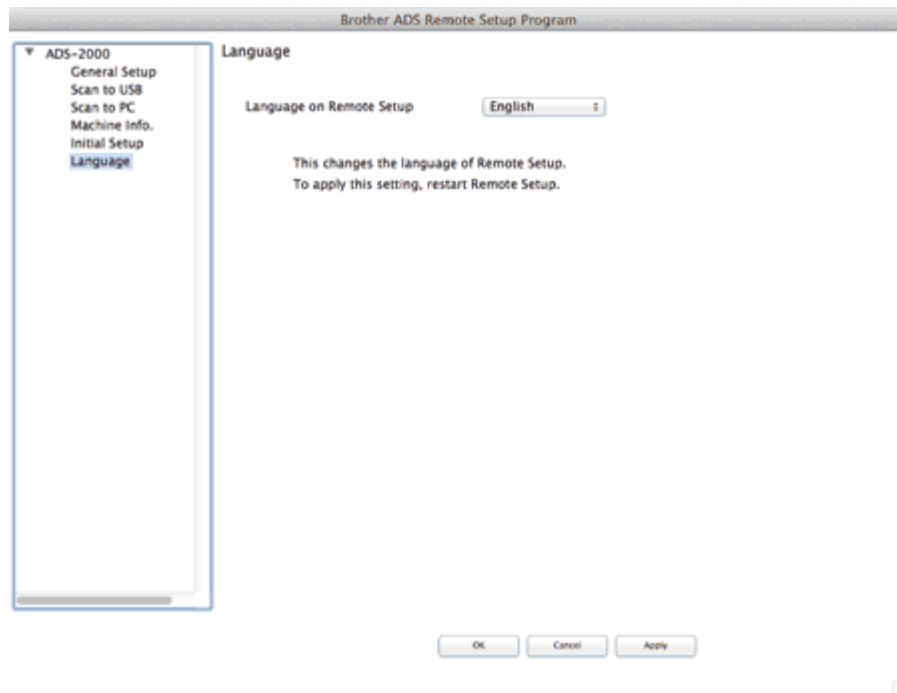 Brother ADS Remote Setup Program
ADS-2000
General Setup
Scan to USB
Scan to PC
Machine Info.
Initial Setup
Language
Language
Language on Remote Setup English
This changes the language of Remote Setup.
To apply this setting, restart Remote Setup.
OK Cancel Apply